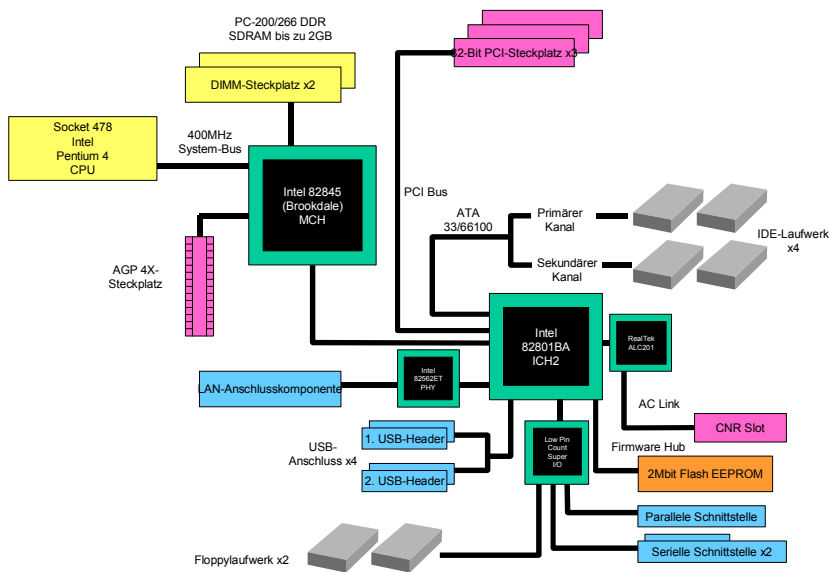 PC-200/266 DDR
SDRAM bis zu 2GB
32-Bit PCI-Steckplatz x3
DIMM-Steckplatz x2
Socket 478
Intel
Pentium 4
CPU
400MHz
System-Bus
Intel 82845
(Brookdale)
MCH
PCI Bus
ATA
33/66100
Primärer
Kanal
IDE-Laufwerk
x4
Sekundärer
Kanal
AGP 4X-
Steckplatz
Intel
82801BA
ICH2
RealTek
ALC201
LAN-Anschlusskomponente
Intel
82562ET
PHY
AC Link
CNR Slot
USB-
Anschluss x4
1. USB-Header
2. USB-Header
Low Pin
Count
Super
I/O
Firmware Hub
2Mbit Flash EEPROM
Parallele Schnittstelle
Serielle Schnittstelle x2
Floppylaufwerk x2